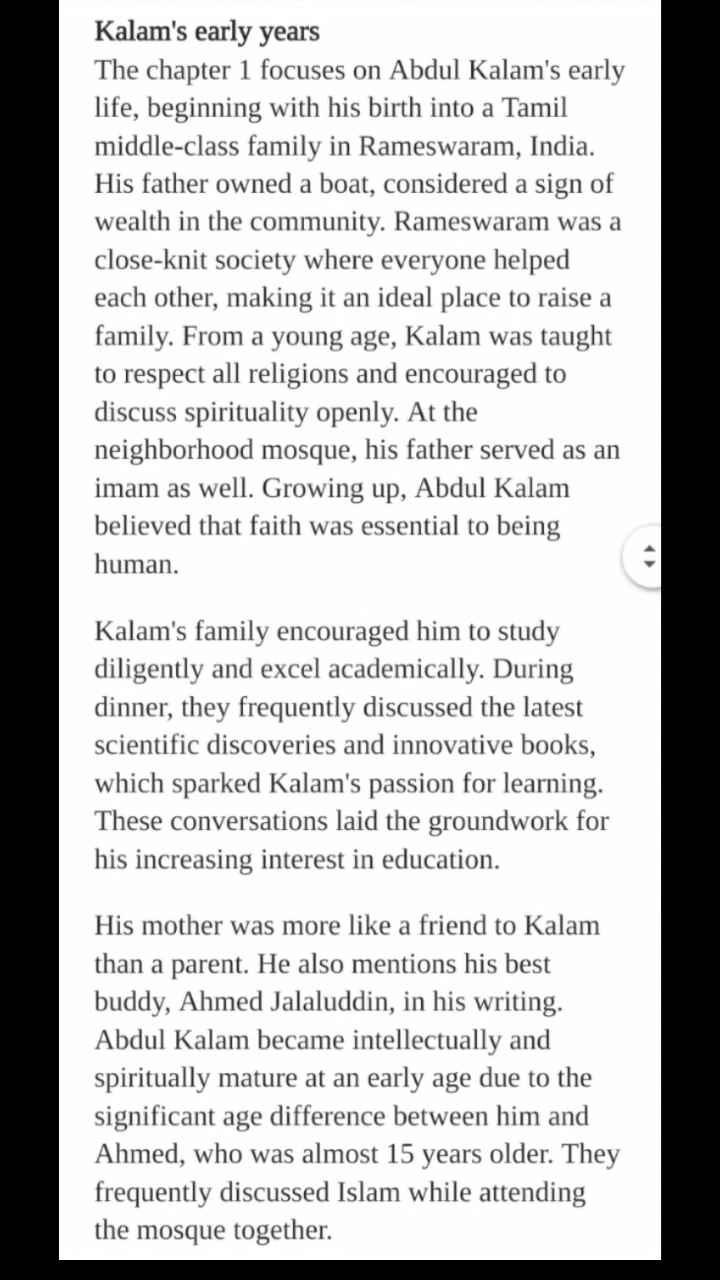 Kalam's early years
The chapter 1 focuses on Abdul Kalam's early
life, beginning with his birth into a Tamil
middle-class family in Rameswaram, India.
His father owned a boat, considered a sign of
wealth in the community. Rameswaram was a
close-knit society where everyone helped
each other, making it an ideal place to raise a
family. From a young age, Kalam was taught
to respect all religions and encouraged to
discuss spirituality openly. At the
neighborhood mosque, his father served as an
imam as well. Growing up, Abdul Kalam
believed that faith was essential to being
human.
Kalam's family encouraged him to study
diligently and excel academically. During
dinner, they frequently discussed the latest
scientific discoveries and innovative books,
which sparked Kalam's passion for learning.
These conversations laid the groundwork for
his increasing interest in education.
His mother was more like a friend to Kalam
than a parent. He also mentions his best
buddy, Ahmed Jalaluddin, in his writing.
Abdul Kalam became intellectually and
spiritually mature at an early age due to the
significant age difference between him and
Ahmed, who was almost 15 years older. They
frequently discussed Islam while attending
the mosque together.